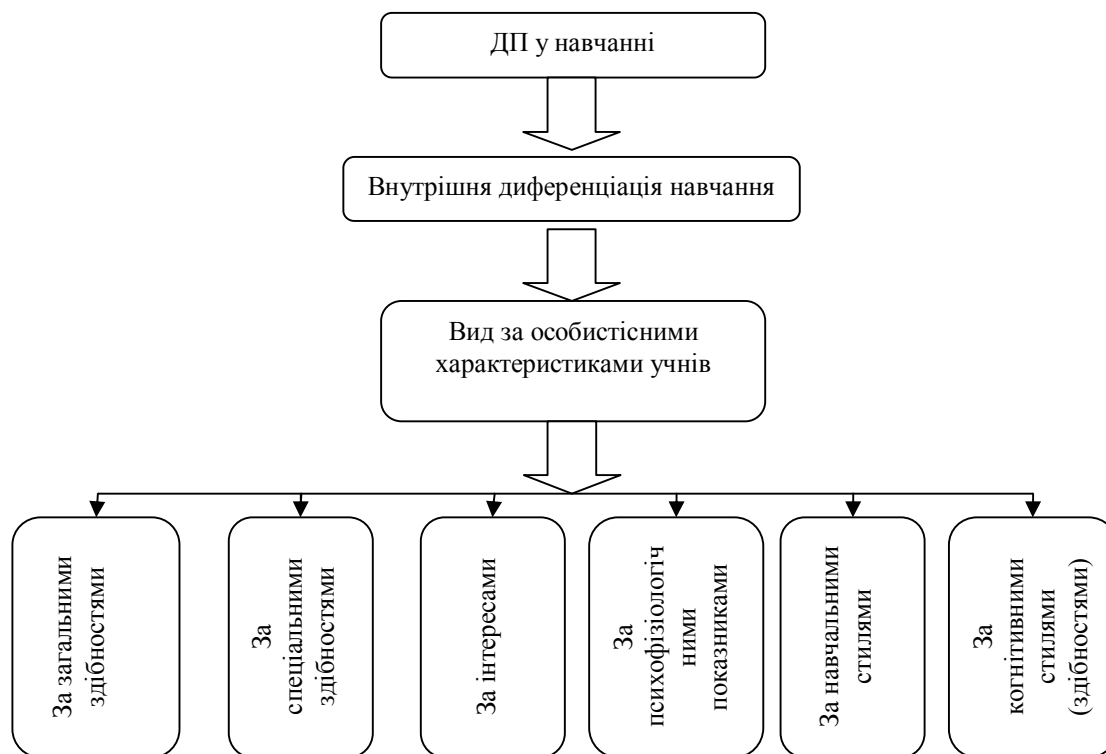 ДП у навчанні
Внутрішня диференціація навчання
Вид за особистісними
характеристиками учнів
За загальними
здібностями
За
спеціальними
здібностями
За інтересами
За
психофізіологіч
ними
показниками
За навчальними
стилями
За
когнітивними
стилями
(здібностями)